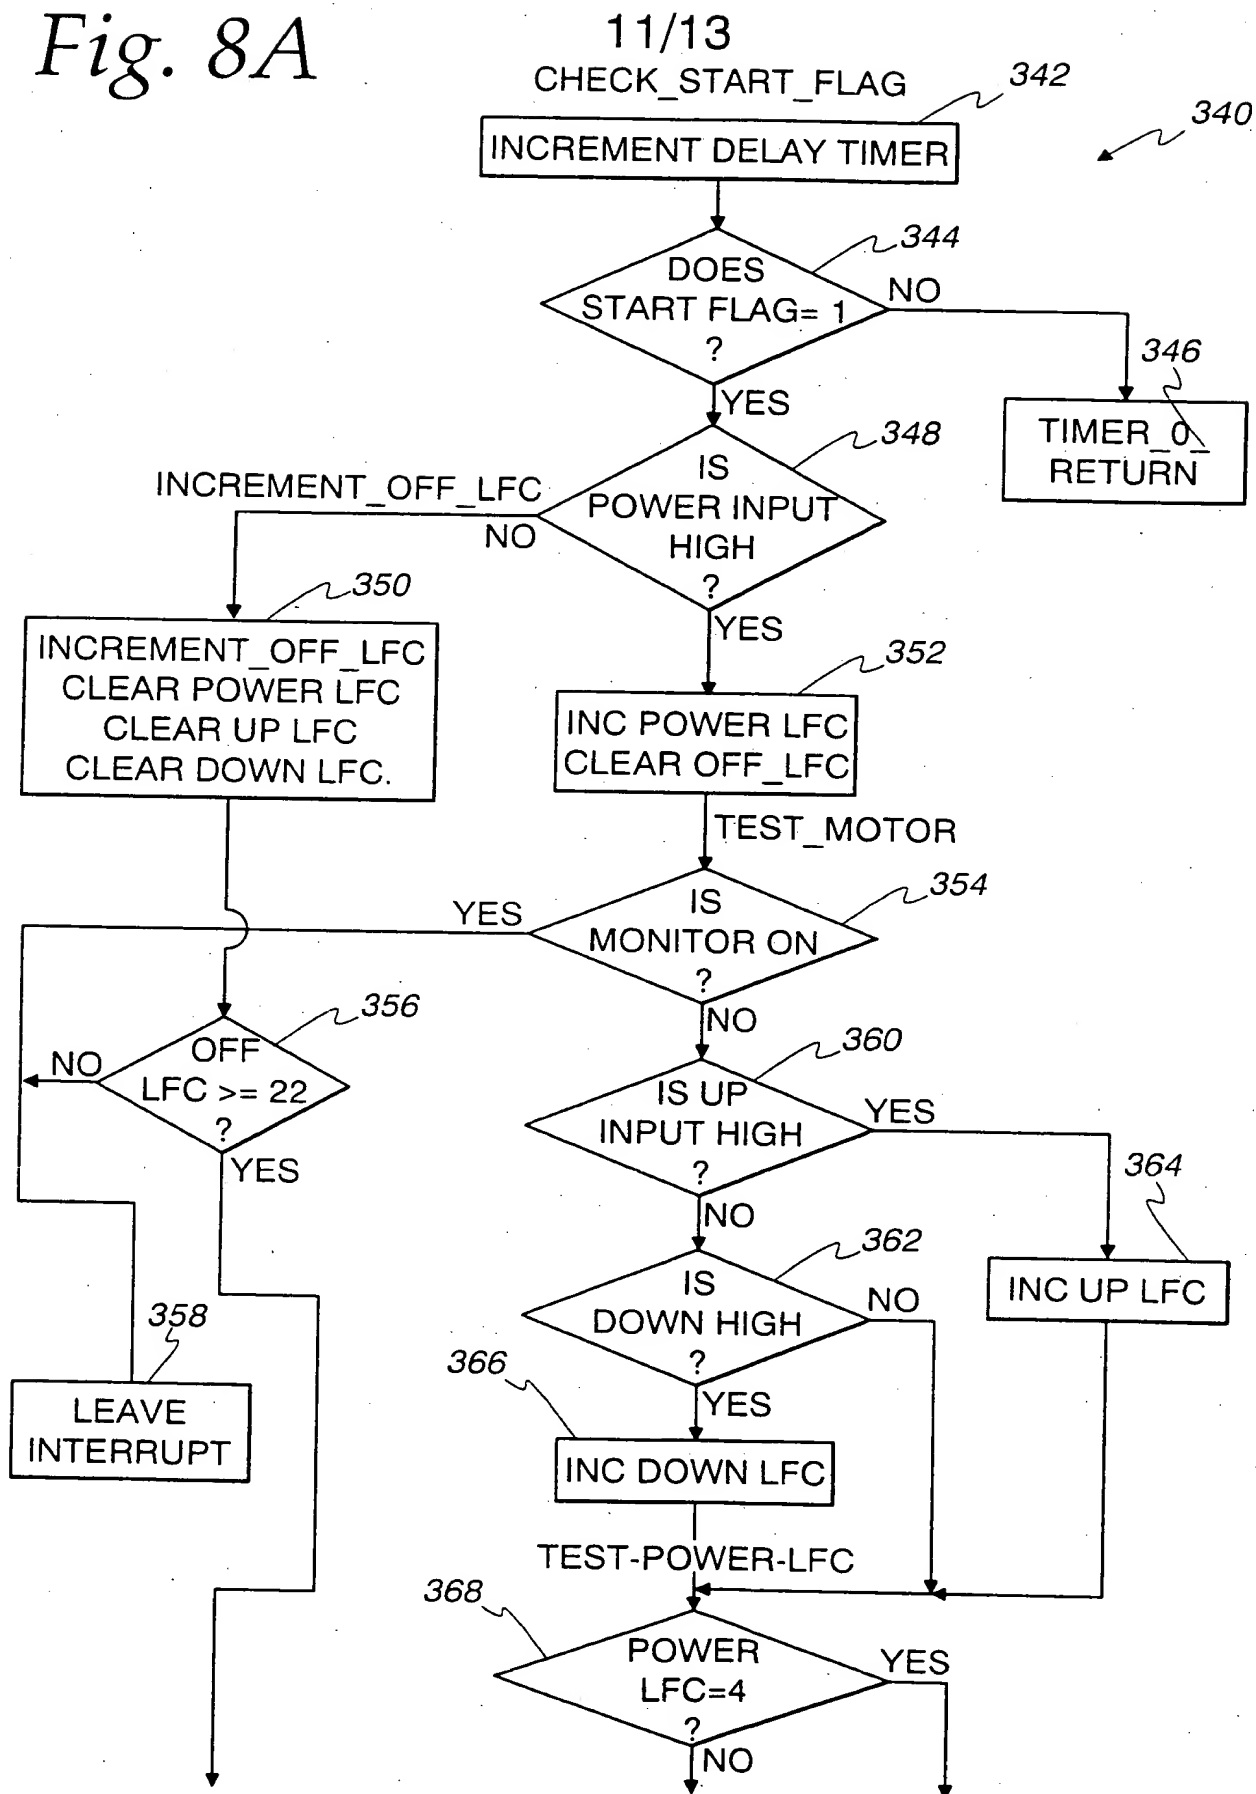 Fig. 8A
11/13
CHECK_START_FLAG
342
340
INCREMENT DELAY TIMER
344
DOES
START FLAG= 1
?
NO
YES
346
TIMER_0_
RETURN
348
IS
POWER INPUT
HIGH
?
INCREMENT_OFF_LFC
NO
YES
350
INCREMENT_OFF_LFC
CLEAR POWER LFC
CLEAR UP LFC
CLEAR DOWN LFC.
352
INC POWER LFC
CLEAR OFF_LFC
TEST_MOTOR
354
IS
MONITOR ON
?
YES
NO
356
OFF
LFC >= 22
?
NO
YES
360
IS UP
INPUT HIGH
?
YES
NO
364
INC UP LFC
362
IS
DOWN HIGH
?
NO
YES
358
LEAVE
INTERRUPT
366
INC DOWN LFC
TEST-POWER-LFC
368
POWER
LFC=4
?
YES
NO